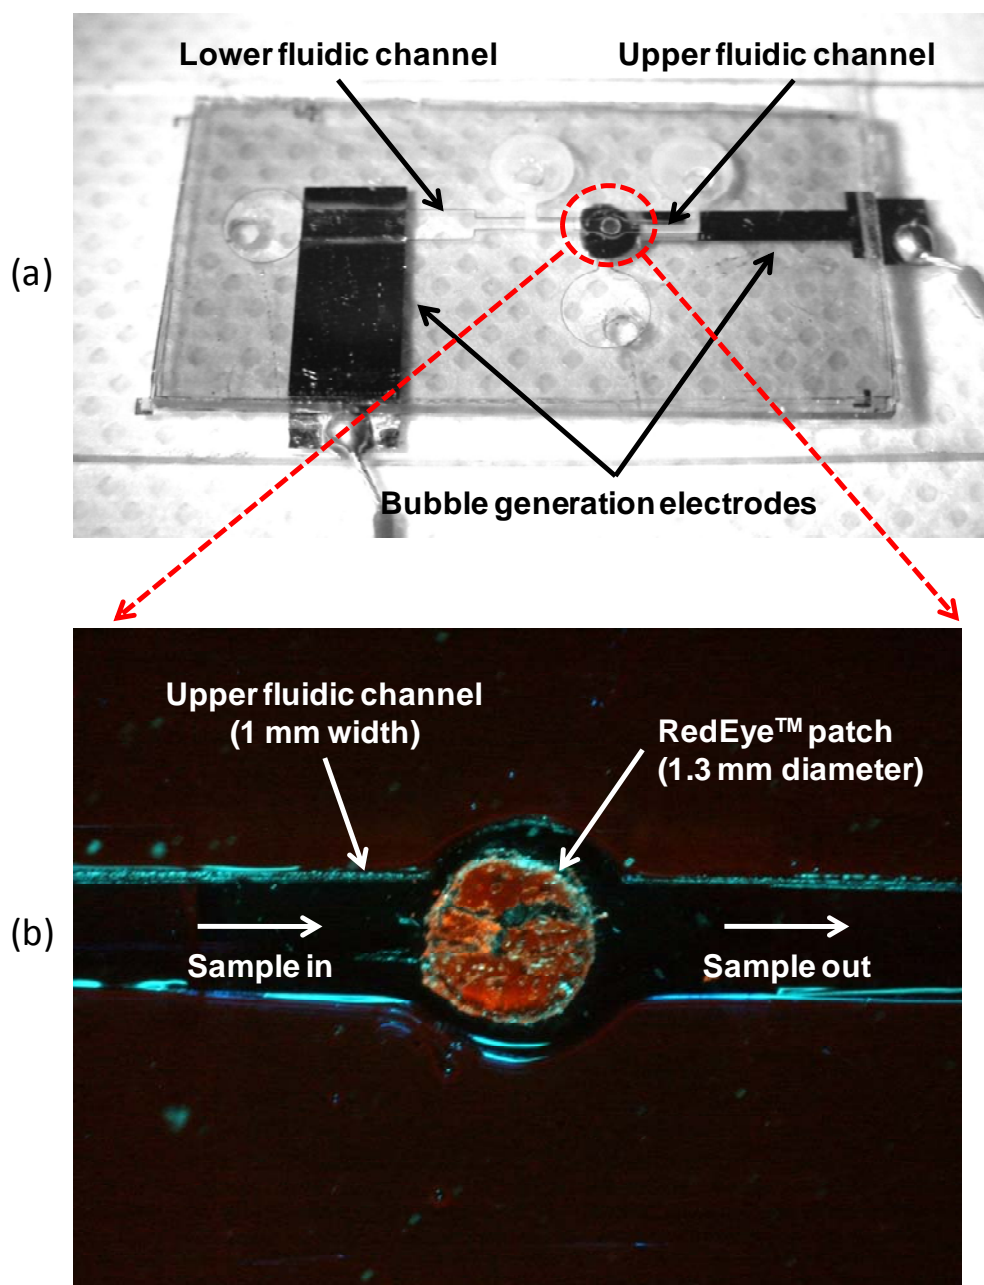 Lower fluidic channel
Upper fluidic channel
(a)
Bubble generation electrodes
Upper fluidic channel
(1 mm width)
RedEye™ patch
(1.3 mm diameter)
(b)
Sample in
Sample out